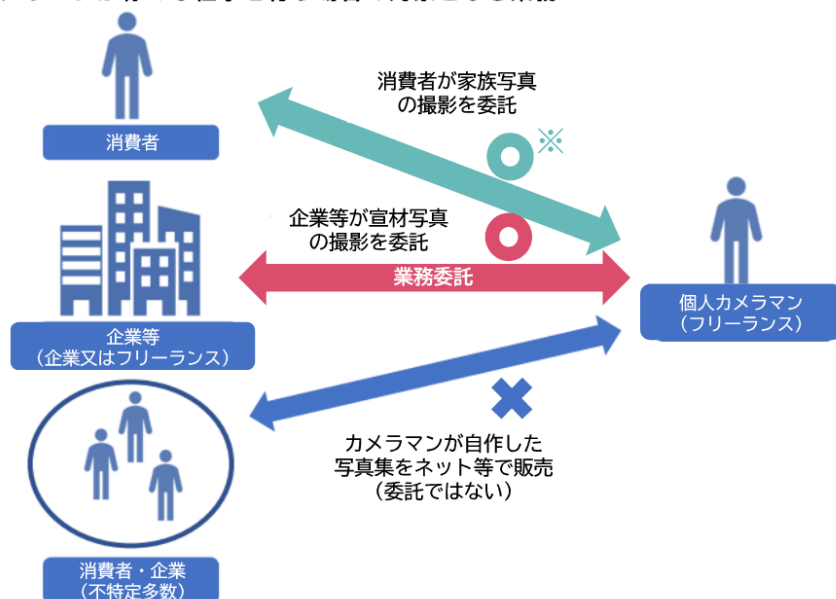 消費者が家族写真
の撮影を委託
※
消費者
企業等が宣材写真
の撮影を委託
業務委託
個人カメラマン
（フリーランス）
企業等
（企業又はフリーランス）
カメラマンが自作した
写真集をネット等で販売
（委託ではない）
消費者・企業
（不特定多数）